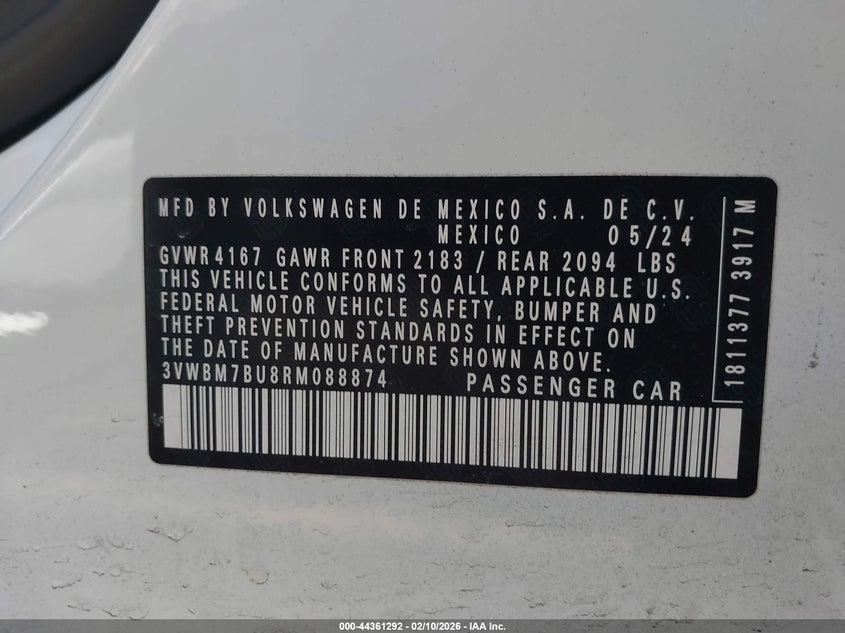 MFD BY VOLKSWAGEN DE MEXICO S.A. DE C.V.
MEXICO 05/24
GVWR 4167 GAWR FRONT 2183 / REAR 2094 LBS
THIS VEHICLE CONFORMS TO ALL APPLICABLE U.S.
FEDERAL MOTOR VEHICLE SAFETY, BUMPER AND
THEFT PREVENTION STANDARDS IN EFFECT ON
THE DATE OF MANUFACTURE SHOWN ABOVE.
3VWBM7BU8RM088874 PASSENGER CAR
1811377 3917 M
000-44361292 - 02/10/2026 - IAA Inc.